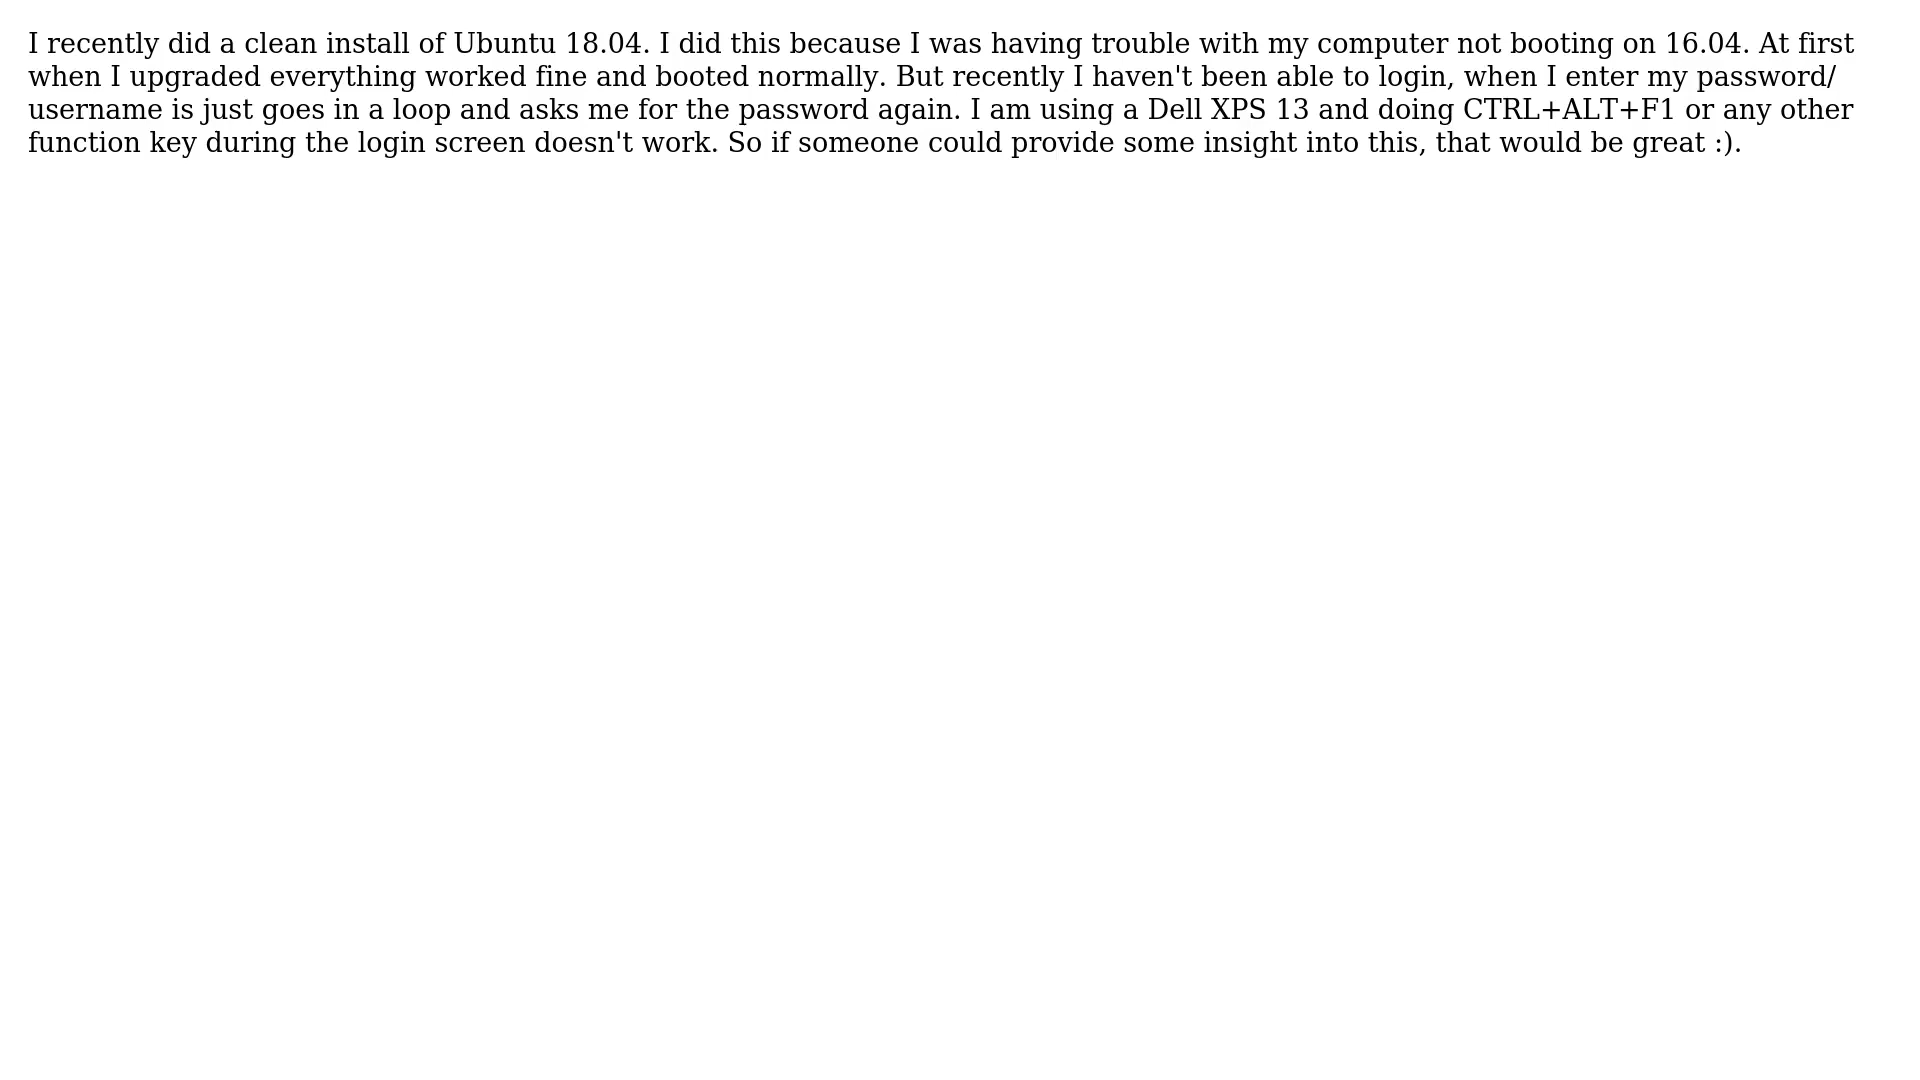 I recently did a clean install of Ubuntu 18.04. I did this because I was having trouble with my computer not booting on 16.04. At first
when I upgraded everything worked fine and booted normally. But recently I haven't been able to login, when I enter my password/
username is just goes in a loop and asks me for the password again. I am using a Dell XPS 13 and doing CTRL+ALT+F1 or any other
function key during the login screen doesn't work. So if someone could provide some insight into this, that would be great :).